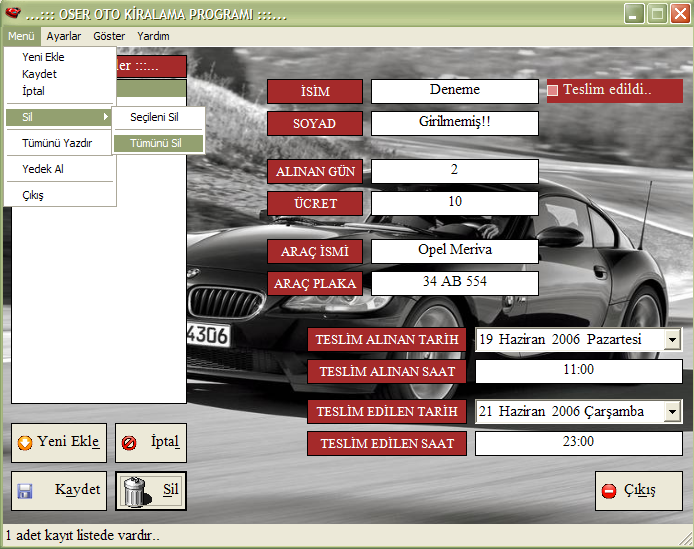 ...::: OSER OTO KİRALAMA PROGRAMI :::...
Menü Ayarlar Göster Yardım
Yeni Ekle
Kaydet
İptal
Sil
Seçileni Sil
Tümünü Sil
Tümünü Yazdır
Yedek Al
Çıkış
ler :::...
İSİM Deneme Teslim edildi..
SOYAD Girilmemiş!!
ALINAN GÜN 2
ÜCRET 10
ARAÇ İSMİ Opel Meriva
ARAÇ PLAKA 34 AB 554
4306
TESLİM ALINAN TARİH 19 Haziran 2006 Pazartesi
TESLİM ALINAN SAAT 11:00
TESLİM EDİLEN TARİH 21 Haziran 2006 Çarşamba
TESLİM EDİLEN SAAT 23:00
Yeni Ekle İptal
Kaydet Sil Çıkış
1 adet kayıt listede vardır..